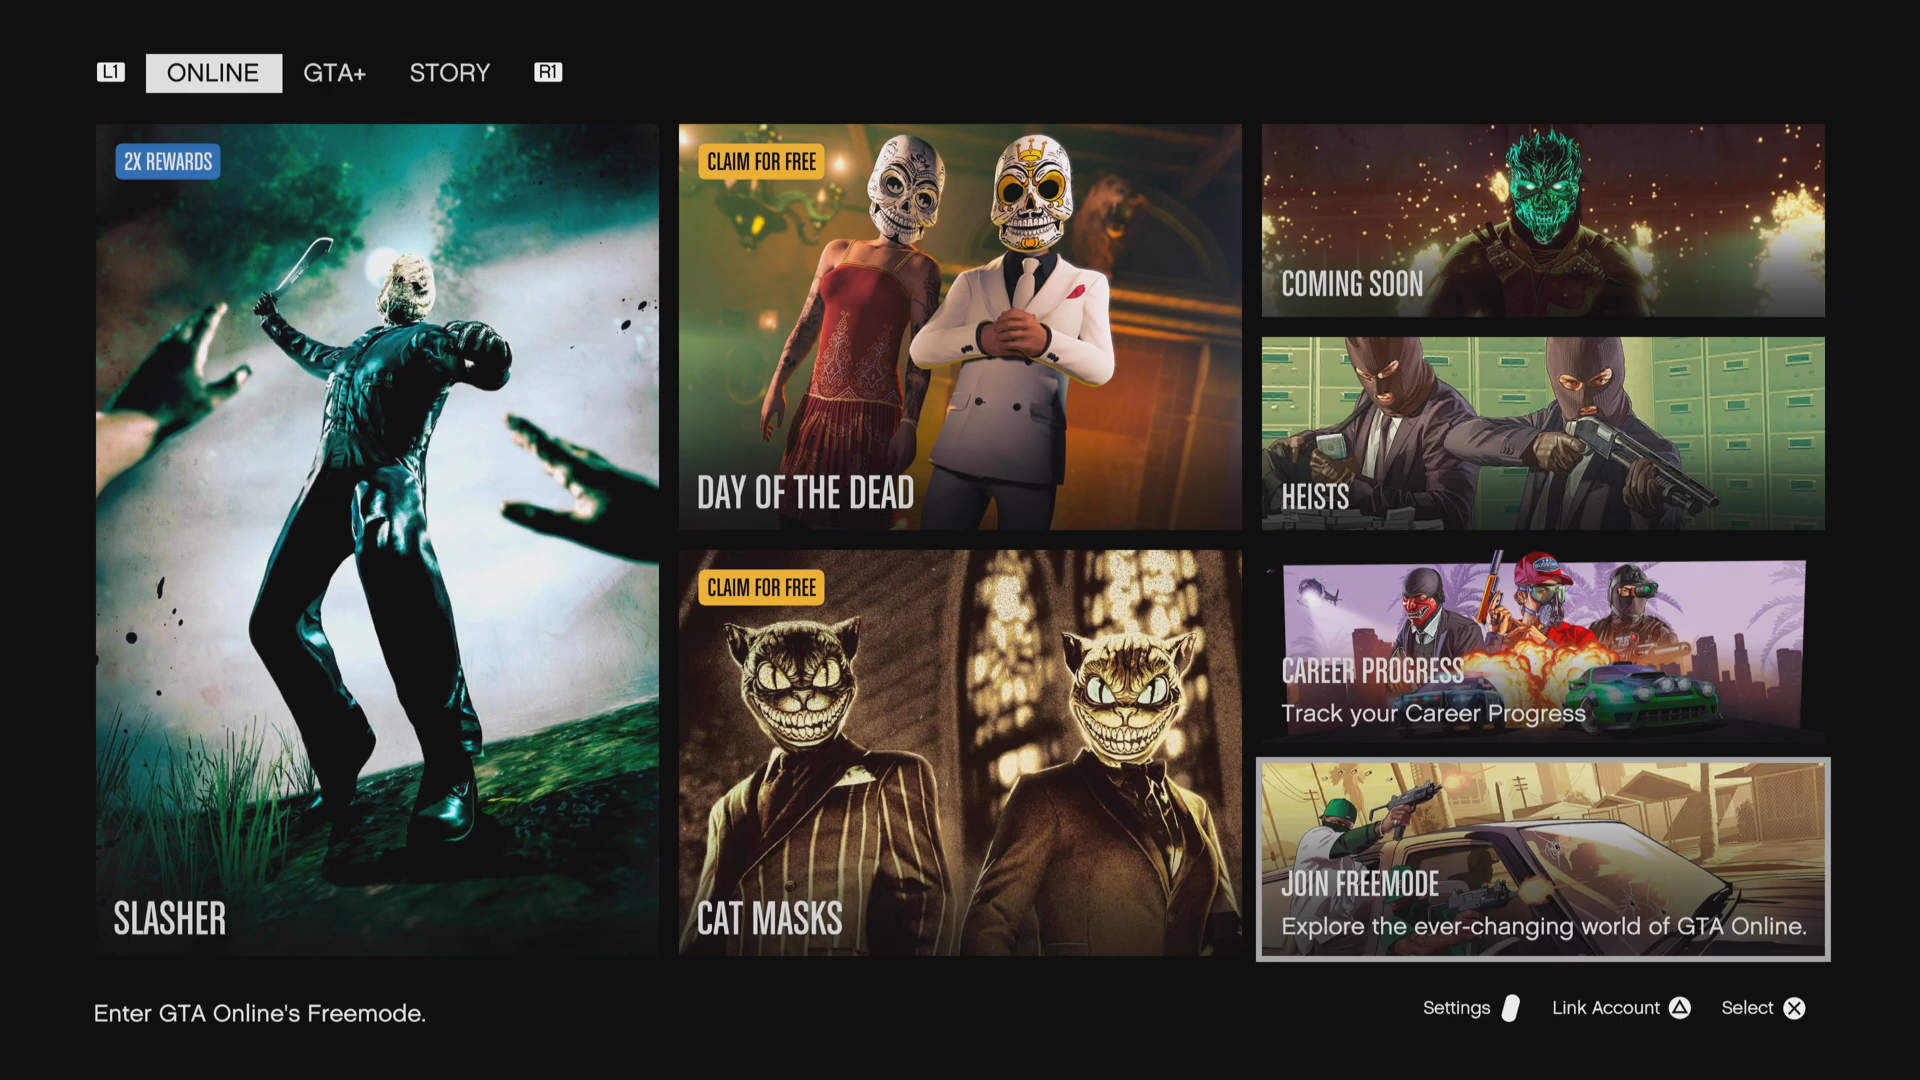 L1 ONLINE GTA+ STORY R1
2X REWARDS
SLASHER
CLAIM FOR FREE
DAY OF THE DEAD
CLAIM FOR FREE
CAT MASKS
COMING SOON
HEISTS
CAREER PROGRESS
Track your Career Progress
JOIN FREEMODE
Explore the ever-changing world of GTA Online.
Enter GTA Online's Freemode.
Settings Link Account Select